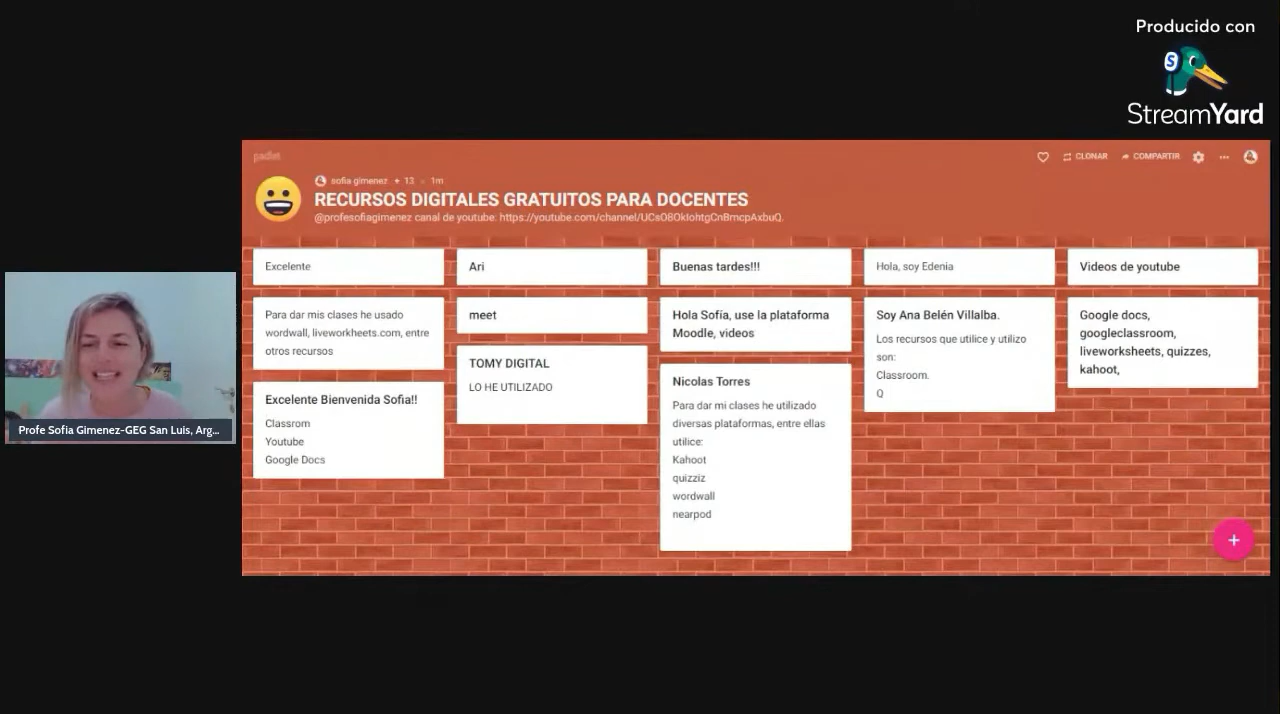 Producido con
S
StreamYard
padlet
CLONAR
COMPARTIR
sofia gimenez + 13 1m
RECURSOS DIGITALES GRATUITOS PARA DOCENTES
@profesofiagimenez canal de youtube:
Excelente
Para dar mis clases he usado
wordwall, liveworkheets.com, entre
otros recursos
Excelente Bienvenida Sofia!!
Classrom
Youtube
Google Docs
Ari
meet
TOMY DIGITAL
LO HE UTILIZADO
Buenas tardes!!!
Hola Sofía, use la plataforma
Moodle, videos
Nicolas Torres
Para dar mi clases he utilizado
diversas plataformas, entre ellas
utilice:
Kahoot
quizziz
wordwall
nearpod
Hola, soy Edenia
Soy Ana Belén Villalba.
Los recursos que utilice y utilizo
son:
Classroom.
Q
Videos de youtube
Google docs,
googleclassroom,
liveworksheets, quizzes,
kahoot,
+
Profe Sofia Gimenez-GEG San Luis, Arg...